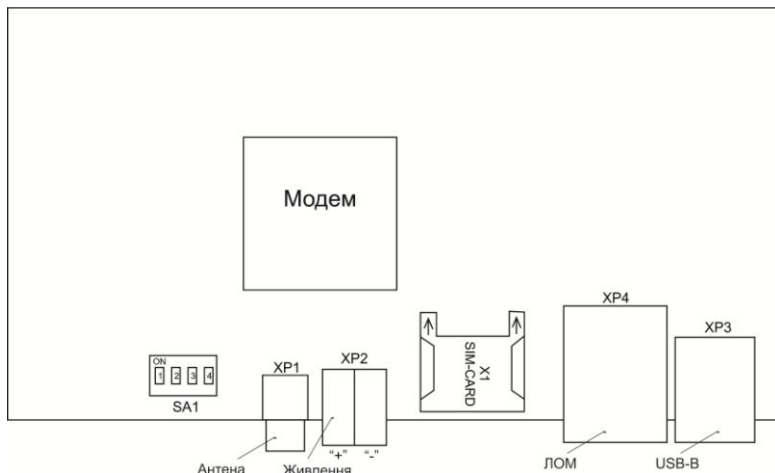 Модем
XP4
XP3
X1
SIM-CARD
ON
1 2 3 4
SA1
XP1
XP2
"+" "-"
Антена
Живлення
ЛОМ
USB-B